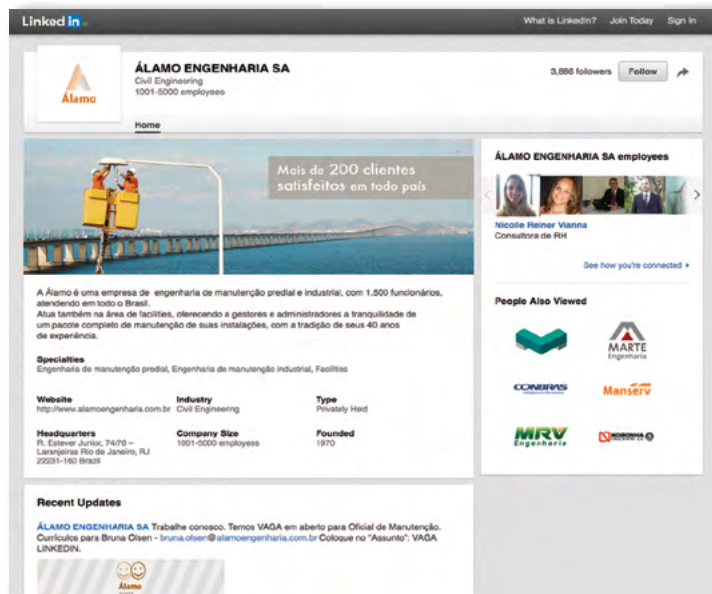 Linked in
What is LinkedIn? Join Today Sign In
ÁLAMO ENGENHARIA SA
Civil Engineering
1001-5000 employees
3,886 followers Follow
Álamo
Home
Mais de 200 clientes
satisfeitos em todo país
A Álamo é uma empresa de engenharia de manutenção predial e industrial, com 1.500 funcionários,
atendendo em todo o Brasil.
Atua também na área de facilities, oferecendo a gestores e administradores a tranquilidade de
um pacote completo de manutenção de suas instalações, com a tradição de seus 40 anos
de experiência.
Specialties
Engenharia de manutenção predial, Engenharia de manutenção industrial, Facilities
Website Industry Type
http://www.alamoengenharia.com.br Civil Engineering Privately Held
Headquarters Company Size Founded
R. Estever Junior, 74/76 – 1001-5000 employees 1970
Laranjeiras Rio de Janeiro, RJ
22231-160 Brazil
ÁLAMO ENGENHARIA SA employees
Nicolle Reiner Vianna
Consultora de RH
See how you're connected
People Also Viewed
MARTE
Engenharia
CONBRAS
Manserv
MRV
Engenharia
NORONHA
Recent Updates
ÁLAMO ENGENHARIA SA Trabalhe conosco. Temos VAGA em aberto para Oficial de Manutenção.
Currículos para Bruna Olsen - bruna.olsen@alamoengenharia.com.br Coloque no "Assunto": VAGA
LINKEDIN.
Álamo